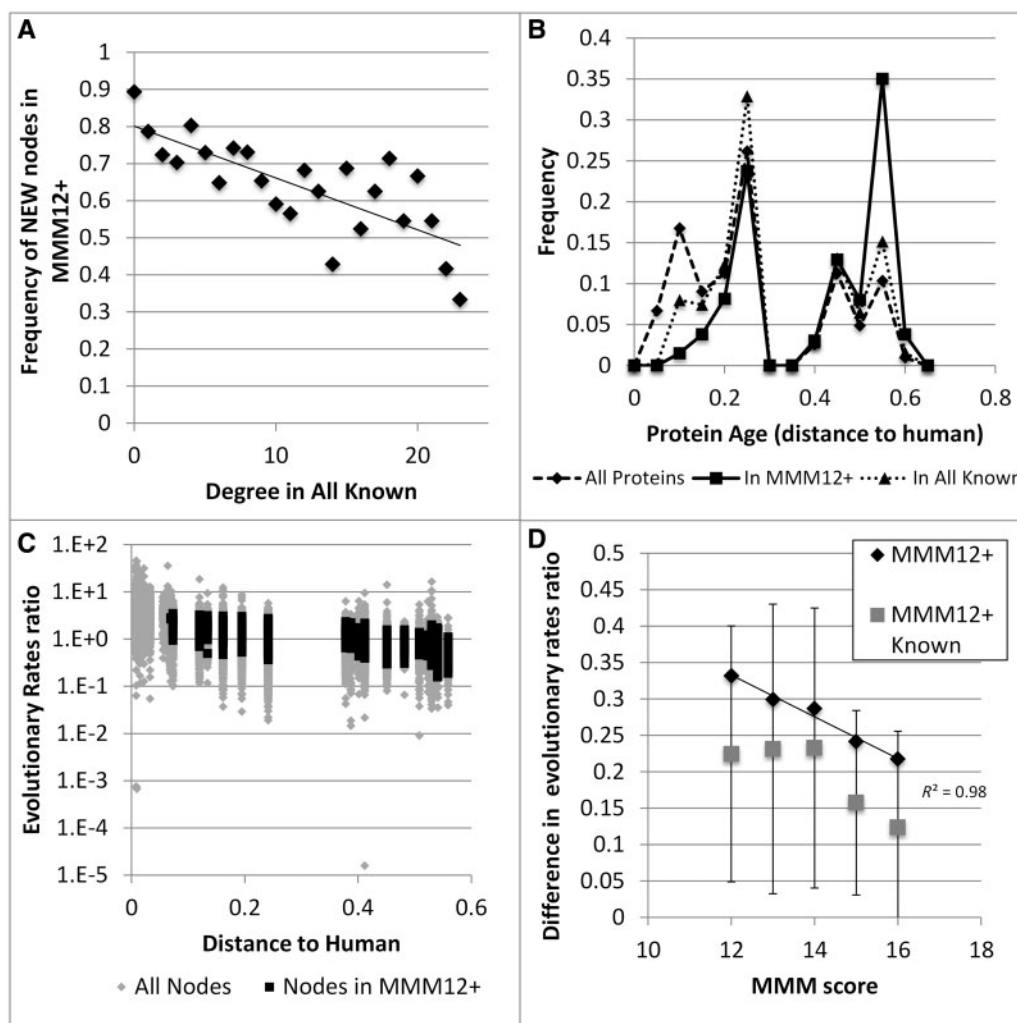 A
Frequency of NEW nodes in
MMM12+
1
0.9
0.8
0.7
0.6
0.5
0.4
0.3
0.2
0.1
0
0 10 20
Degree in All Known
B
Frequency
0.4
0.35
0.3
0.25
0.2
0.15
0.1
0.05
0
0 0.2 0.4 0.6 0.8
Protein Age (distance to human)
All Proteins In MMM12+ In All Known
C
Evolutionary Rates ratio
1.E+2
1.E+1
1.E+0
1.E-1
1.E-2
1.E-3
1.E-4
1.E-5
0 0.2 0.4 0.6
Distance to Human
All Nodes Nodes in MMM12+
D
Difference in evolutionary rates ratio
0.5
0.45
0.4
0.35
0.3
0.25
0.2
0.15
0.1
0.05
0
MMM12+
MMM12+
Known
R² = 0.98
10 12 14 16 18
MMM score